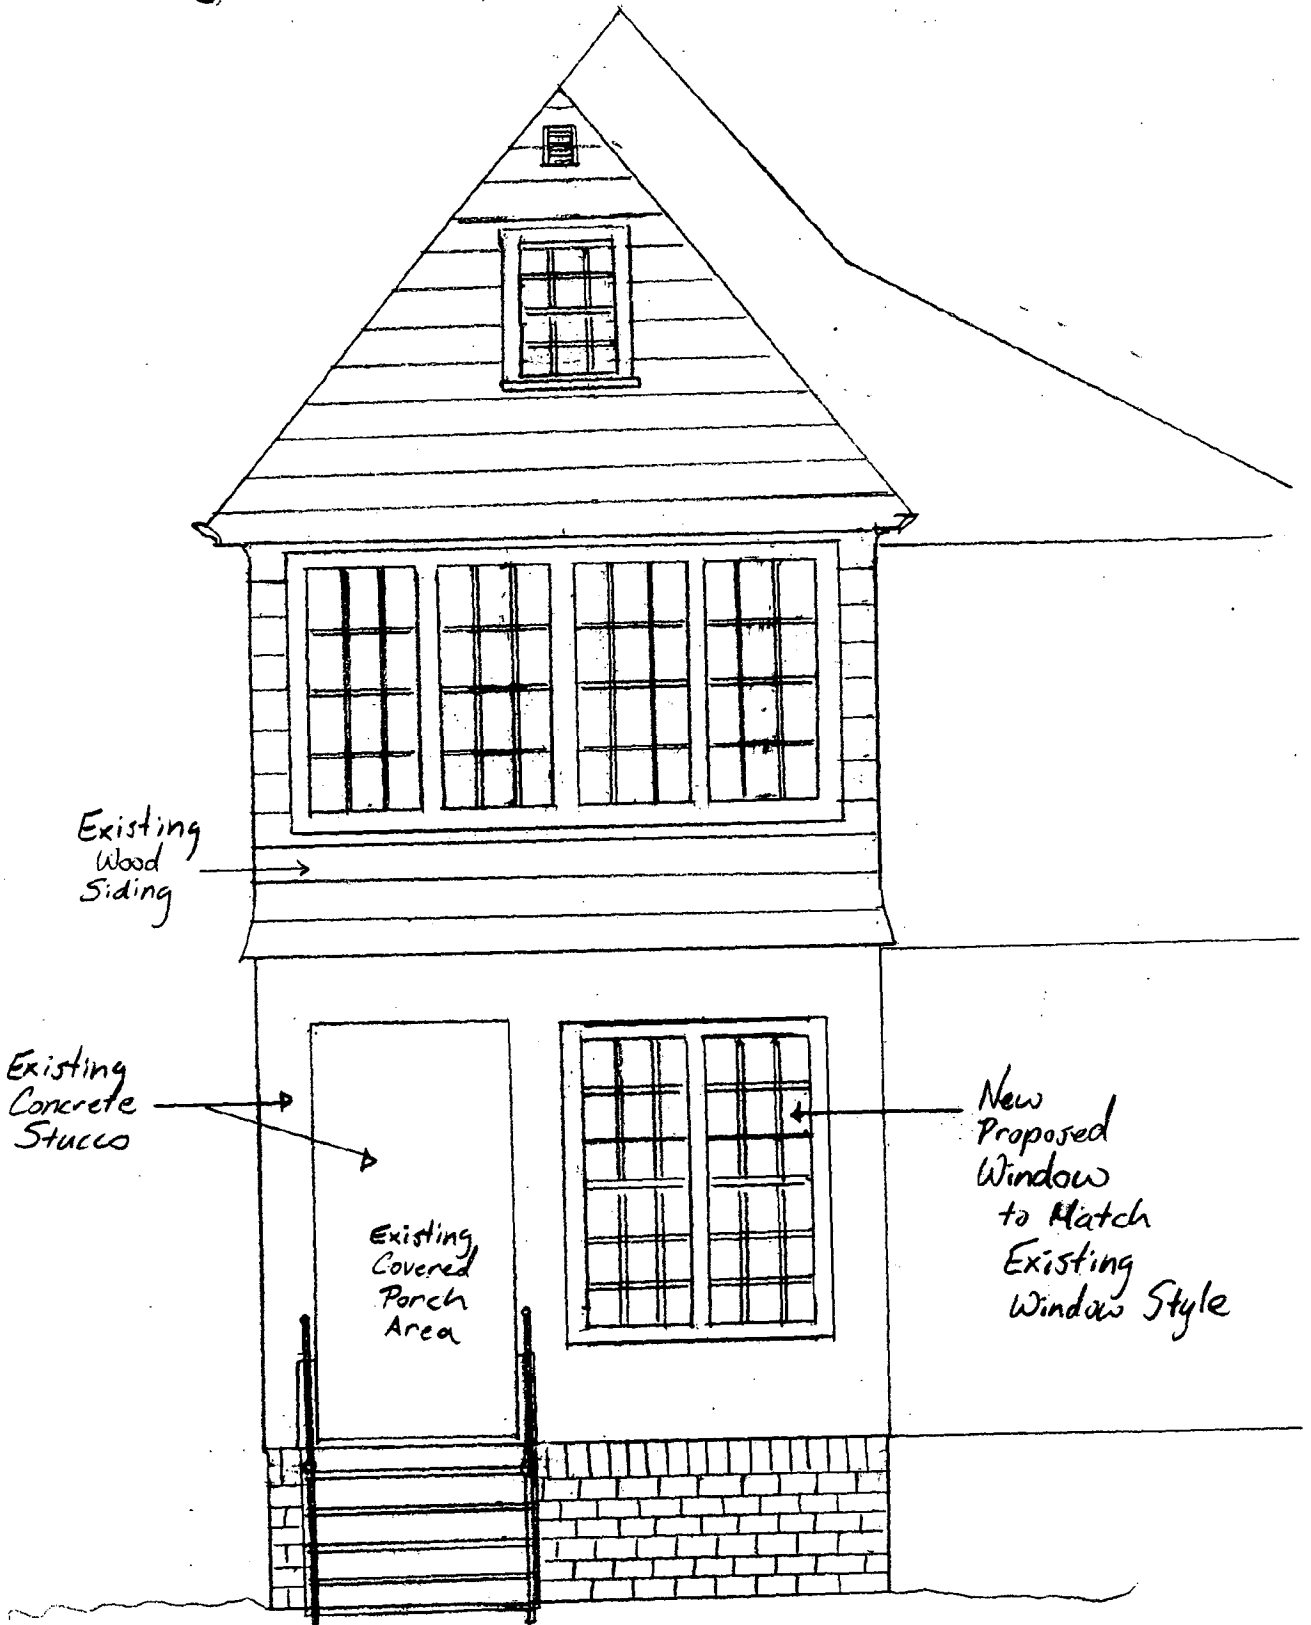 Existing
Wood
Siding
Existing
Concrete
Stucco
Existing
Covered
Porch
Area
New
Proposed
Window
to Match
Existing
Window Style